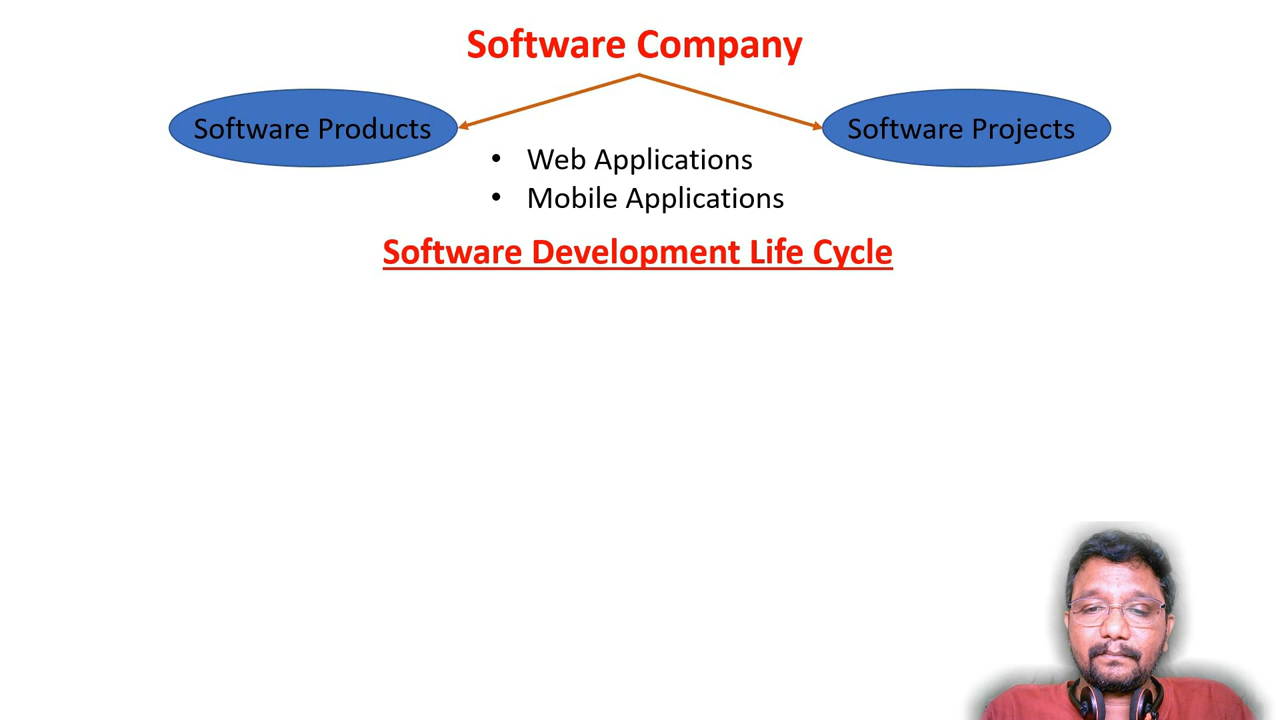 Software Company
Software Products
Software Projects
• Web Applications
• Mobile Applications
Software Development Life Cycle